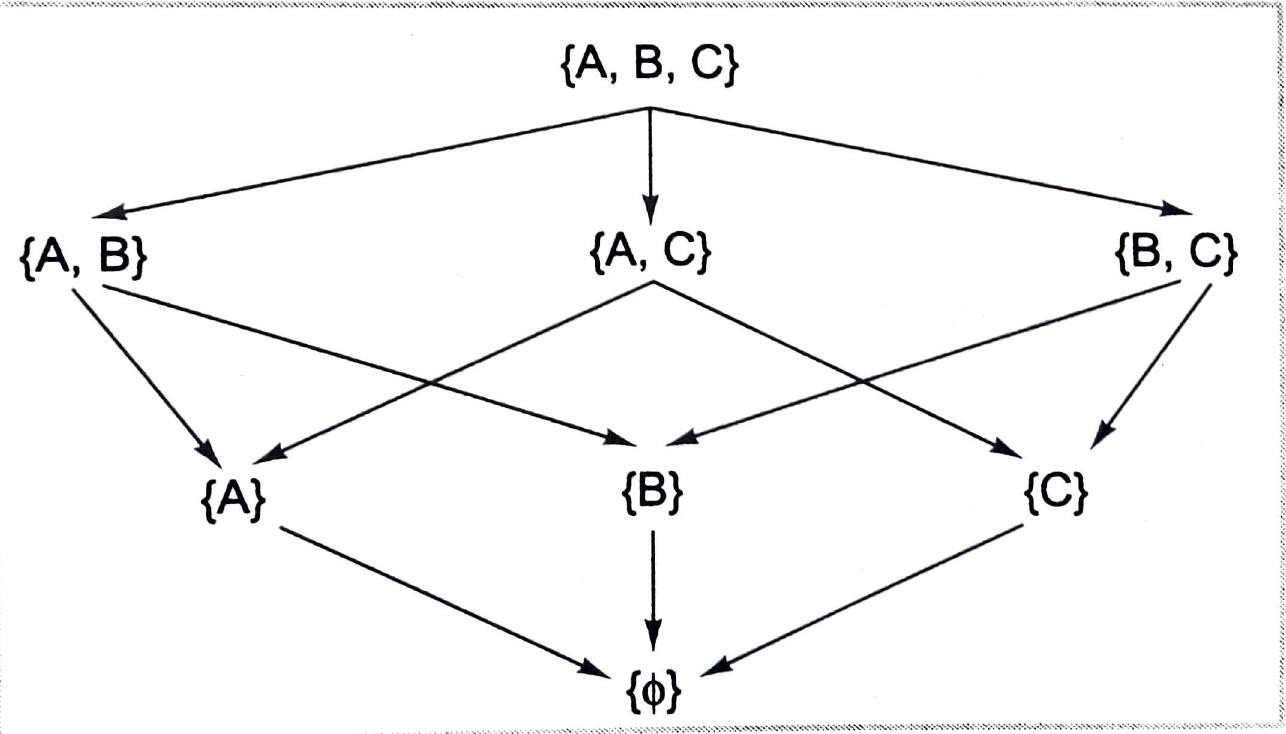 {A, B, C}
{A, B} {A, C} {B, C}
{A} {B} {C}
{ϕ}